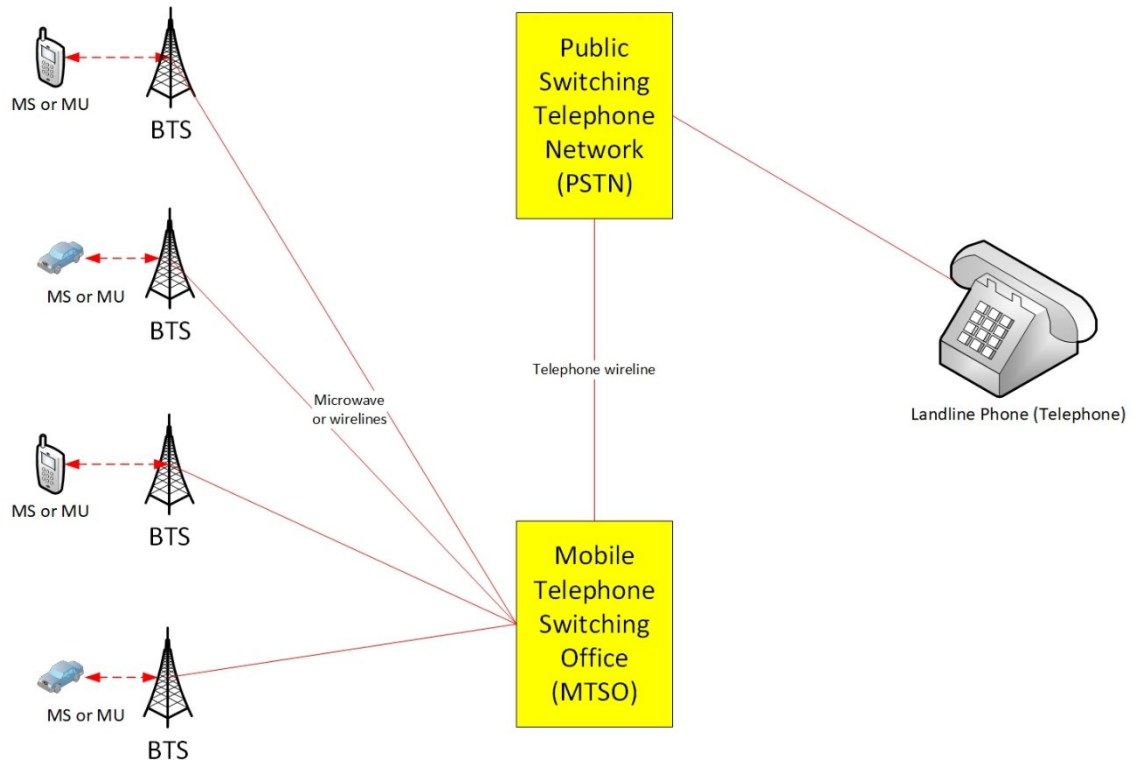 MS or MU
BTS
MS or MU
BTS
MS or MU
BTS
MS or MU
BTS
Microwave
or wirelines
Public
Switching
Telephone
Network
(PSTN)
Telephone wireline
Mobile
Telephone
Switching
Office
(MTSO)
Landline Phone (Telephone)